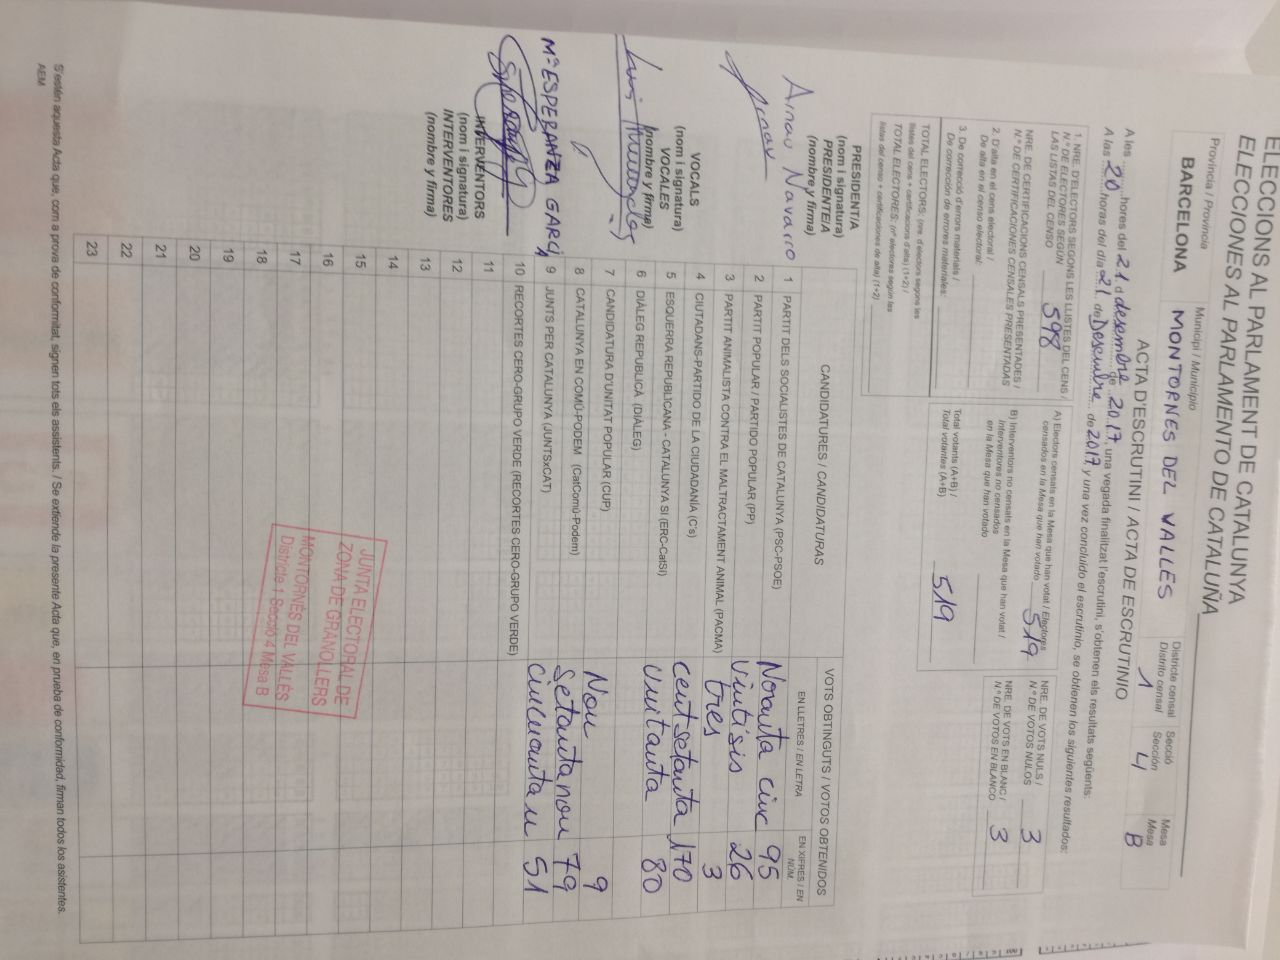 ELECCIONS AL PARLAMENT DE CATALUNYA
ELECCIONES AL PARLAMENTO DE CATALUÑA
Província / Provincia
BARCELONA
Municipi / Municipio
MONTORNES DEL VALLES
Districte censal
Distrito censal
1
Secció
Sección
4
Mesa
Mesa
B
ACTA D'ESCRUTINI / ACTA DE ESCRUTINIO
A les hores del 21 d desembre de 2017, una vegada finalitzat l'escrutini, s'obtenen els resultats següents:
A las 20 horas del día 21 de Desembre de 2017, y una vez concluido el escrutinio, se obtienen los siguientes resultados:
1. NRE. D'ELECTORS SEGONS LES LLISTES DEL CENS /
N.º DE ELECTORES SEGÚN
LAS LISTAS DEL CENSO
598
NRE. DE CERTIFICACIONS CENSALS PRESENTADES /
N.º DE CERTIFICACIONES CENSALES PRESENTADAS
2. D'alta en el cens electoral /
De alta en el censo electoral:
3. De correcció d'errors materials /
De corrección de errores materiales:
TOTAL ELECTORS: (nre. d'electors segons les
llistes del cens + certificacions d'alta) (1+2) /
TOTAL ELECTORES: (nº electores según las
listas del censo + certificaciones de alta) (1+2)
A) Electors censats en la Mesa que han votat / Electores
censados en la Mesa que han votado
519
B) Interventors no censats en la Mesa que han votat /
Interventores no censados
en la Mesa que han votado
Total votants (A+B) /
Total votantes (A+B)
519
NRE. DE VOTS NULS /
N.º DE VOTOS NULOS
3
NRE. DE VOTS EN BLANC /
N.º DE VOTOS EN BLANCO
3
PRESIDENT/A
(nom i signatura)
PRESIDENTE/A
(nombre y firma)
Arnau Navarro
Arnau
VOCALS
(nom i signatura)
VOCALES
(nombre y firma)
Mª ESPERANZA GARCÍA
INTERVENTORS
(nom i signatura)
INTERVENTORES
(nombre y firma)
CANDIDATURES / CANDIDATURAS
VOTS OBTINGUTS / VOTOS OBTENIDOS
EN LLETRES / EN LETRA
EN XIFRES / EN NÚM.
1 PARTIT DELS SOCIALISTES DE CATALUNYA (PSC-PSOE) Noranta cinc 95
2 PARTIT POPULAR / PARTIDO POPULAR (PP) Vintisis 26
3 PARTIT ANIMALISTA CONTRA EL MALTRACTAMENT ANIMAL (PACMA) tres 3
4 CIUTADANS-PARTIDO DE LA CIUDADANÍA (C's) Cent setanta 170
5 ESQUERRA REPUBLICANA - CATALUNYA SÍ (ERC-CatSí) Vuitanta 80
6 DIÀLEG REPUBLICÀ (DIÀLEG)
7 CANDIDATURA D'UNITAT POPULAR (CUP) Nou 9
8 CATALUNYA EN COMÚ-PODEM (CatComú-Podem) Setanta nou 79
9 JUNTS PER CATALUNYA (JUNTSxCAT) cincuanta u 51
10 RECORTES CERO-GRUPO VERDE (RECORTES CERO-GRUPO VERDE)
11
12
13
14
15
16
17
18
19
20
21
22
23
JUNTA ELECTORAL DE
ZONA DE GRANOLLERS
MONTORNÈS DEL VALLÈS
Districte 1 Secció 4 Mesa B
S'estén aquesta Acta que, com a prova de conformitat, signen tots els assistents. / Se extiende la presente Acta que, en prueba de conformidad, firman todos los asistentes.
AEM